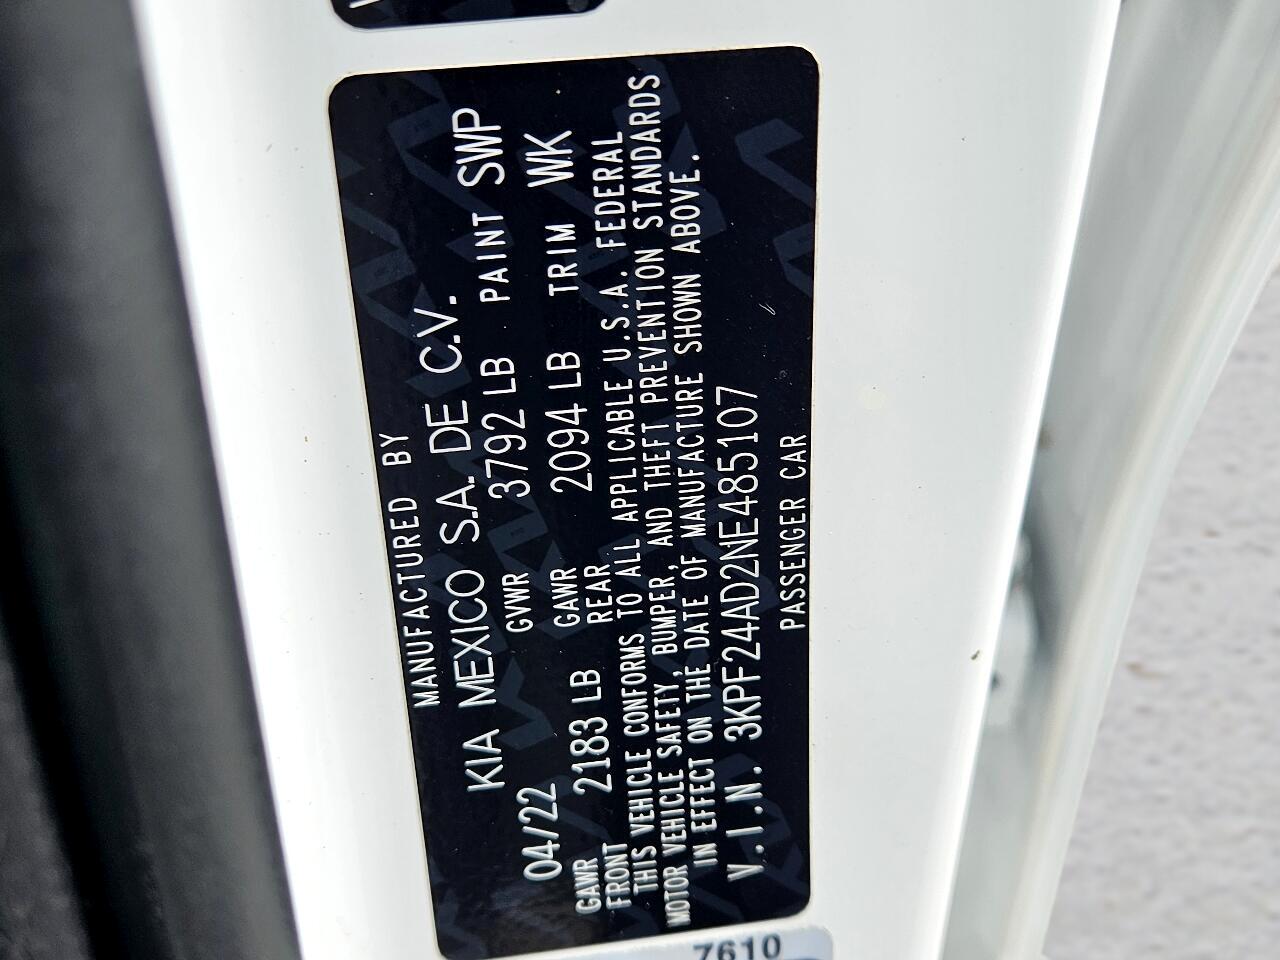 MANUFACTURED BY
KIA MEXICO S.A. DE C.V.
04/22 GVWR 3792 LB PAINT SWP
GAWR FRONT 2183 LB GAWR REAR 2094 LB TRIM WK
THIS VEHICLE CONFORMS TO ALL APPLICABLE U.S.A. FEDERAL
MOTOR VEHICLE SAFETY, BUMPER, AND THEFT PREVENTION STANDARDS
IN EFFECT ON THE DATE OF MANUFACTURE SHOWN ABOVE.
V.I.N. 3KPF24AD2NE485107
PASSENGER CAR
7610